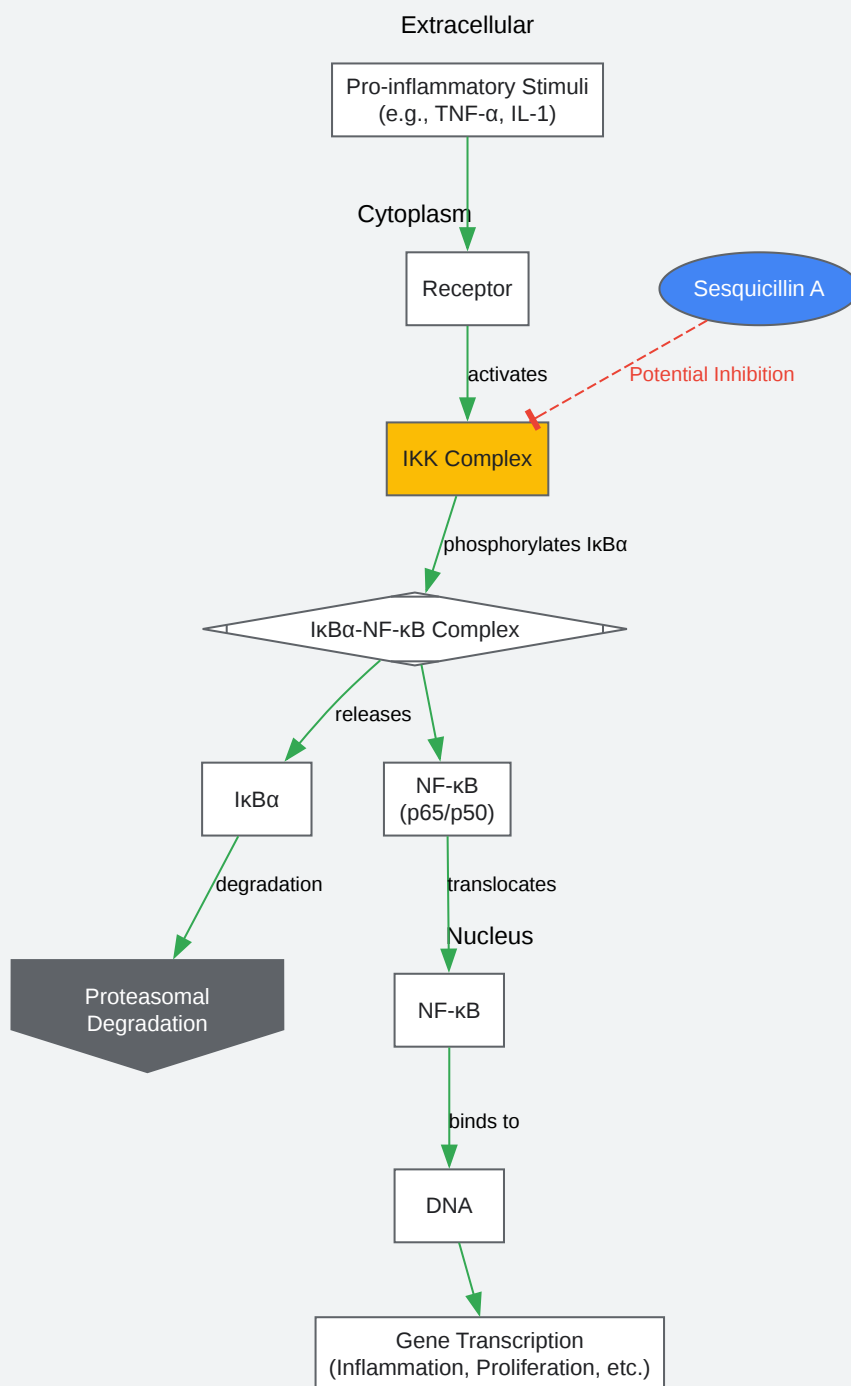 Extracellular
Pro-inflammatory Stimuli
(e.g., TNF-α, IL-1)
Cytoplasm
Receptor
Sesquicillin A
activates
Potential Inhibition
IKK Complex
phosphorylates IκBα
IκBα-NF-κB Complex
releases
IκBα
NF-κB
(p65/p50)
degradation
translocates
Nucleus
Proteasomal
Degradation
NF-κB
binds to
DNA
Gene Transcription
(Inflammation, Proliferation, etc.)